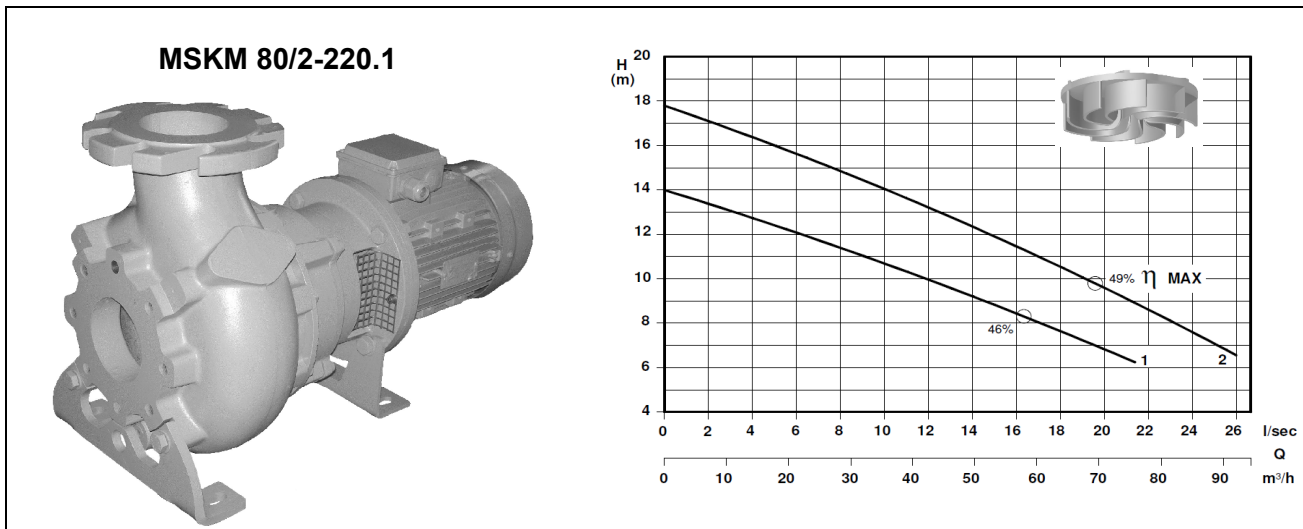 MSKM 80/2-220.1
H
(m)
20
18
16
14
12
10
8
6
4
49% η MAX
46%
1
2
0 2 4 6 8 10 12 14 16 18 20 22 24 26 l/sec
Q
0 10 20 30 40 50 60 70 80 90 m³/h